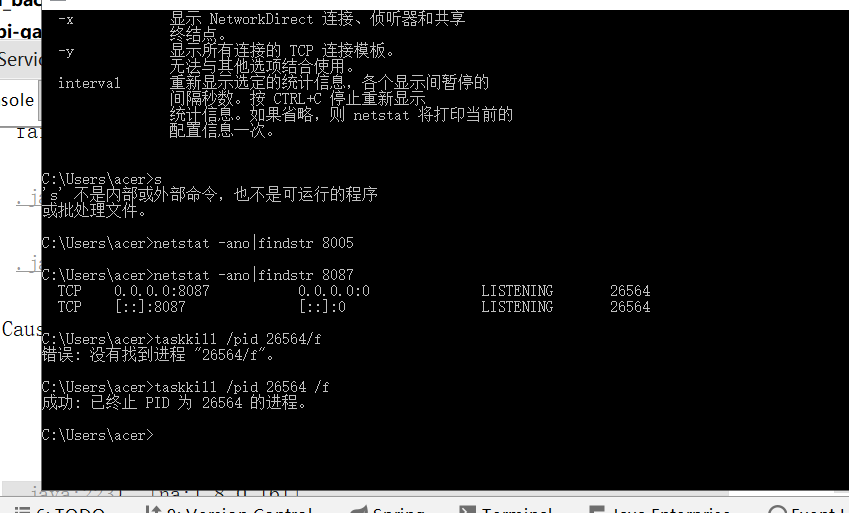 -x 显示 NetworkDirect 连接、侦听器和共享
终结点。
-y 显示所有连接的 TCP 连接模板。
无法与其他选项结合使用。
interval 重新显示选定的统计信息，各个显示间暂停的
间隔秒数。按 CTRL+C 停止重新显示
统计信息。如果省略，则 netstat 将打印当前的
配置信息一次。
C:\Users\acer>s
's' 不是内部或外部命令，也不是可运行的程序
或批处理文件。
C:\Users\acer>netstat -ano|findstr 8005
C:\Users\acer>netstat -ano|findstr 8087
TCP 0.0.0.0:8087 0.0.0.0:0 LISTENING 26564
TCP [::]:8087 [::]:0 LISTENING 26564
C:\Users\acer>taskkill /pid 26564/f
错误: 没有找到进程 "26564/f"。
C:\Users\acer>taskkill /pid 26564 /f
成功: 已终止 PID 为 26564 的进程。
C:\Users\acer>
Servic
sole
Caus
6: TODO 9: Version Control Spring Terminal Java Enterprise Event L